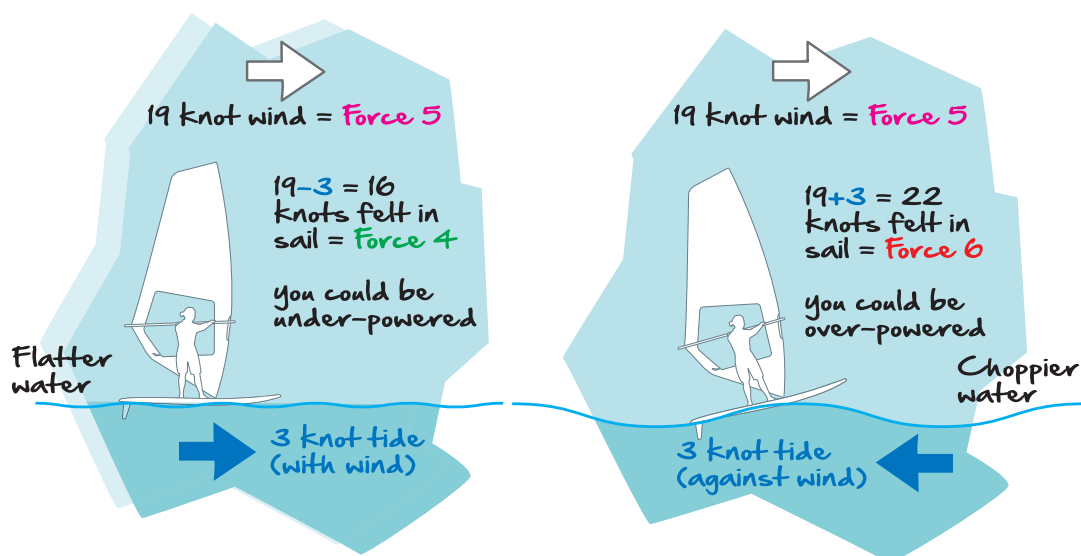 19 knot wind = Force 5
19-3 = 16
knots felt in
sail = Force 4
you could be
under-powered
Flatter
water
3 knot tide
(with wind)
19 knot wind = Force 5
19+3 = 22
knots felt in
sail = Force 6
you could be
over-powered
Choppier
water
3 knot tide
(against wind)